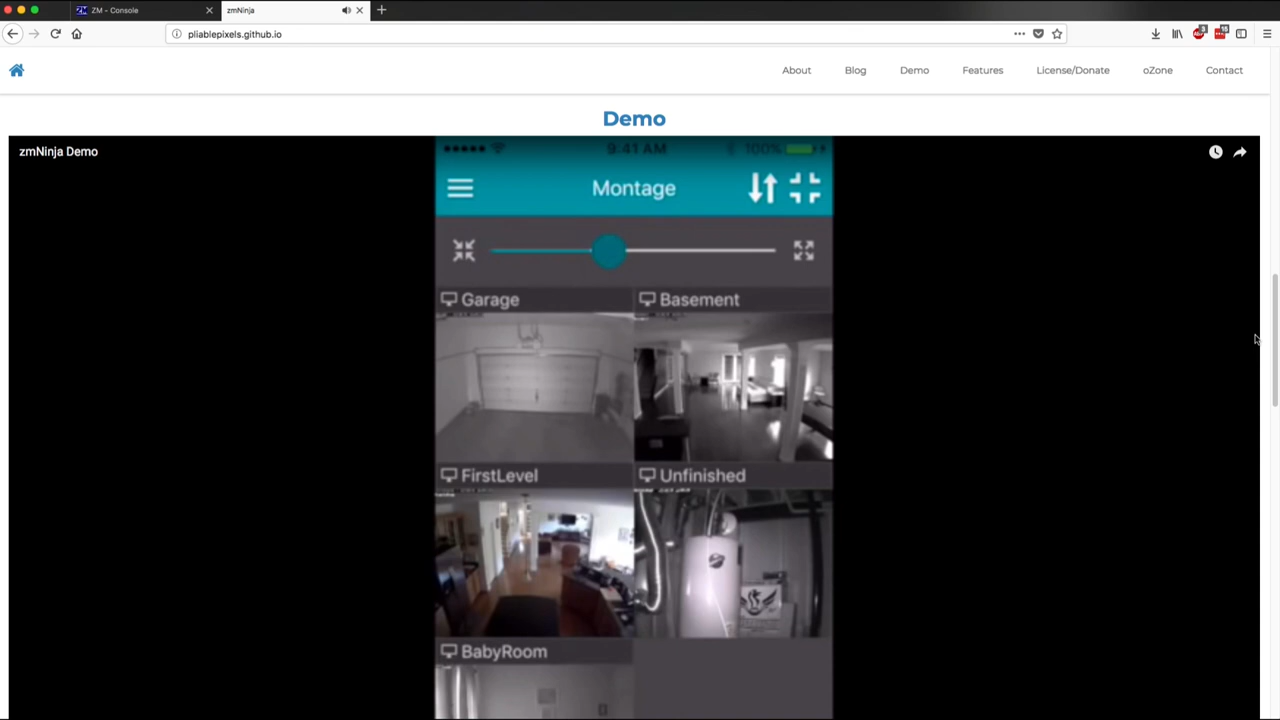 ZM - Console
zmNinja
pliablepixels.github.io
About
Blog
Demo
Features
License/Donate
oZone
Contact
Demo
zmNinja Demo
9:41 AM
100%
Montage
Garage
Basement
FirstLevel
Unfinished
BabyRoom